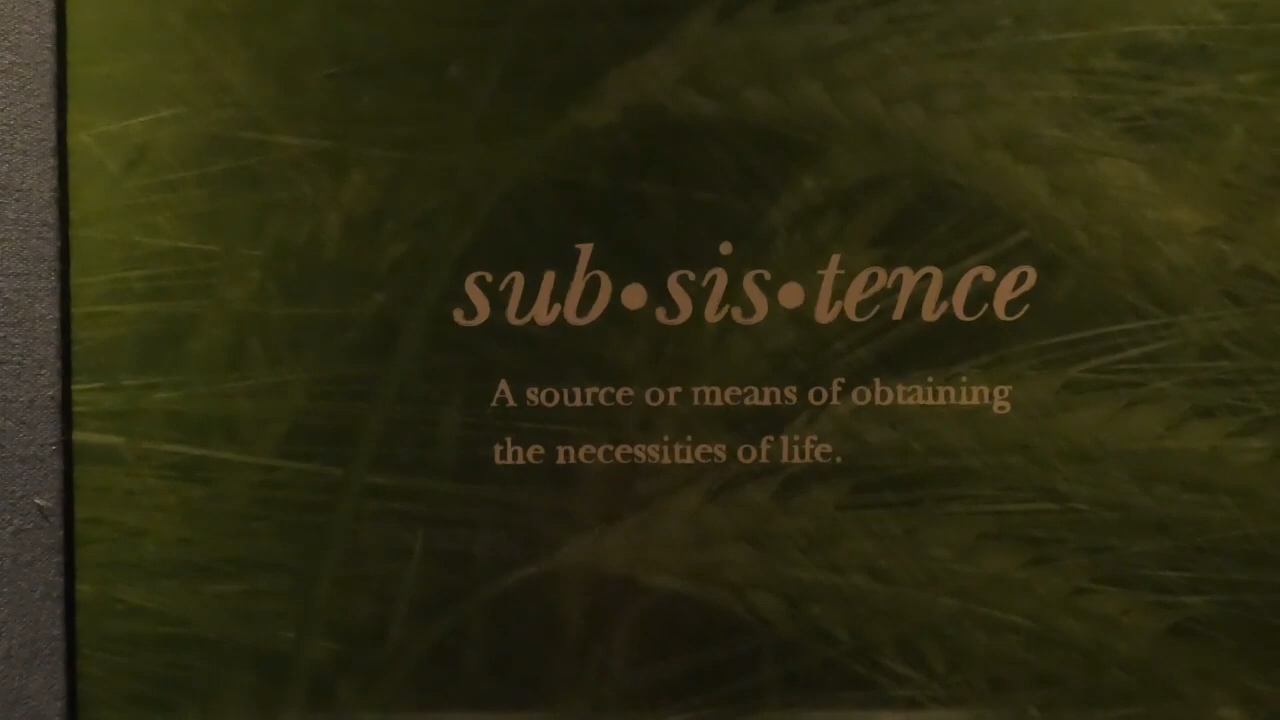 sub•sis•tence
A source or means of obtaining
the necessities of life.